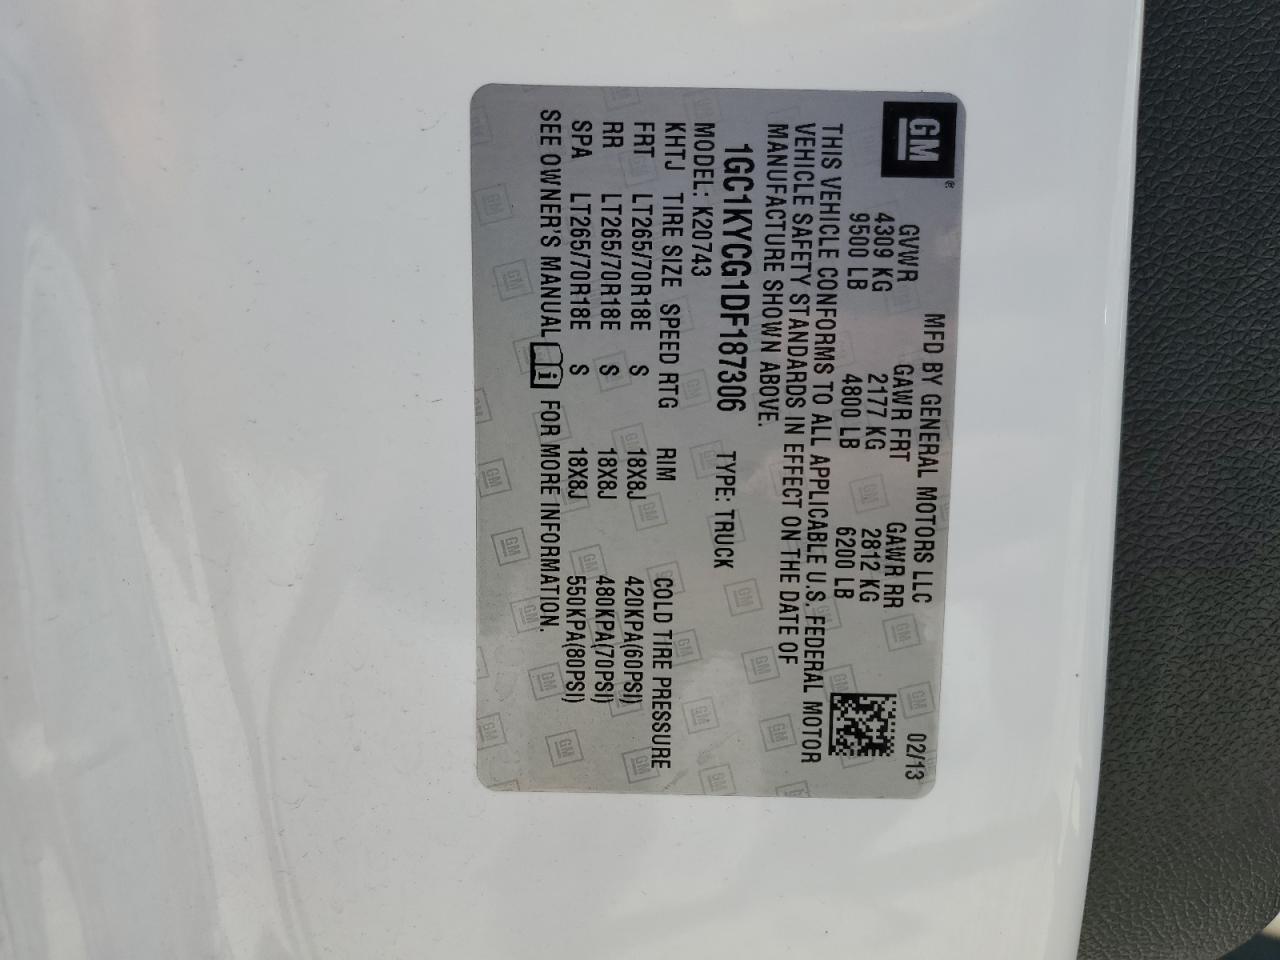 GM®
MFD BY GENERAL MOTORS LLC 02/13
GVWR GAWR FRT GAWR RR
4309 KG 2177 KG 2812 KG
9500 LB 4800 LB 6200 LB
THIS VEHICLE CONFORMS TO ALL APPLICABLE U.S. FEDERAL MOTOR
VEHICLE SAFETY STANDARDS IN EFFECT ON THE DATE OF
MANUFACTURE SHOWN ABOVE.
1GC1KYCG1DF187306 TYPE: TRUCK
MODEL: K20743
KHTJ TIRE SIZE SPEED RTG RIM COLD TIRE PRESSURE
FRT LT265/70R18E S 18X8J 420KPA(60PSI)
RR LT265/70R18E S 18X8J 480KPA(70PSI)
SPA LT265/70R18E S 18X8J 550KPA(80PSI)
SEE OWNER'S MANUAL i FOR MORE INFORMATION.